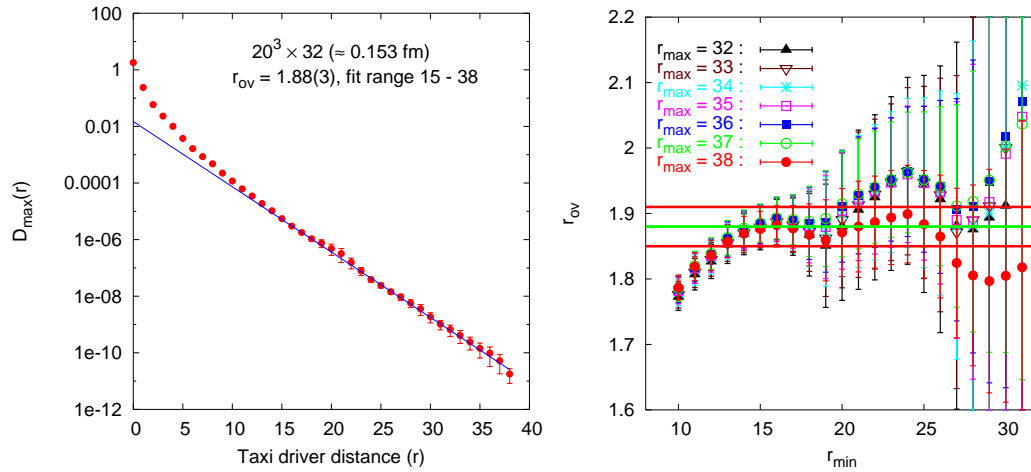 20³ × 32 (≈ 0.153 fm)
r_ov = 1.88(3), fit range 15 - 38
D_max(r)
100
1
0.01
0.0001
1e-06
1e-08
1e-10
1e-12
0 5 10 15 20 25 30 35 40
Taxi driver distance (r)
r_max = 32 :
r_max = 33 :
r_max = 34 :
r_max = 35 :
r_max = 36 :
r_max = 37 :
r_max = 38 :
r_ov
2.2
2.1
2
1.9
1.8
1.7
1.6
10 15 20 25 30
r_min